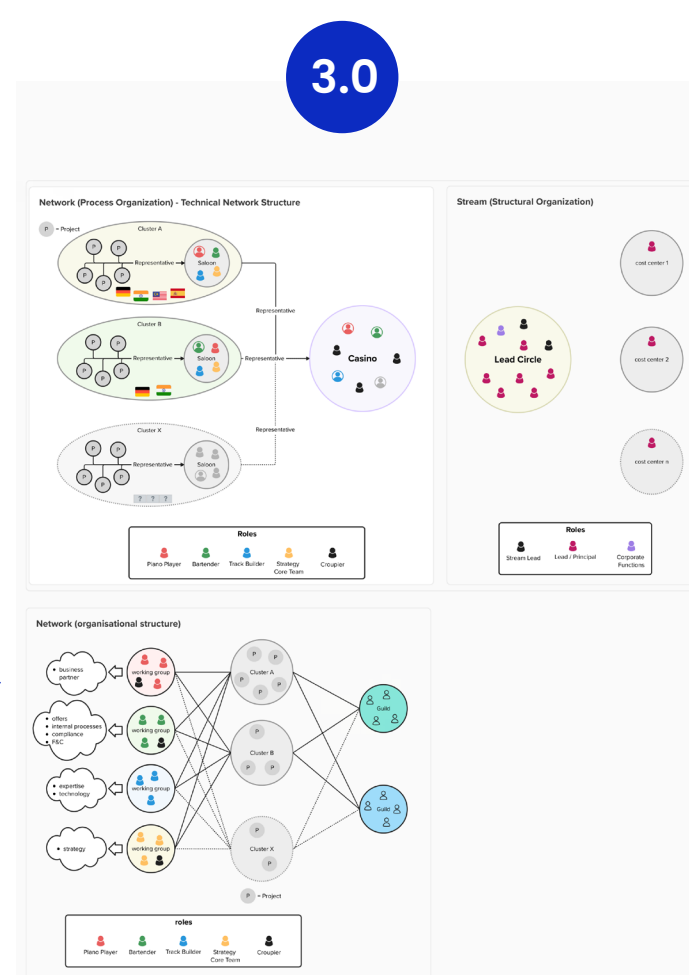 3.0
Network (Process Organization) - Technical Network Structure
P = Project
Cluster A
P P
P P P
Representative
Saloon
Representative
Cluster B
P P
P P P
Representative
Saloon
Representative
Casino
Representative
Cluster X
P P
P P P
Representative
Saloon
? ? ?
Roles
Piano Player
Bartender
Track Builder
Strategy
Core Team
Croupier
Stream (Structural Organization)
cost center 1
Lead Circle
cost center 2
cost center n
Roles
Stream Lead
Lead / Principal
Corporate
Functions
Network (organisational structure)
business
partner
working group
P P
Cluster A
P P P
Guild
offers
internal processes
compliance
F&C
working group
P
Cluster B
P P
expertise
technology
working group
Guild
strategy
working group
P
Cluster X
P
P = Project
roles
Piano Player
Bartender
Track Builder
Strategy
Core Team
Croupier